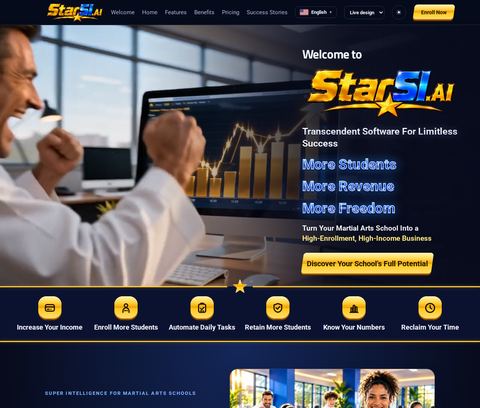 StarSI.AI
Welcome Home Features Benefits Pricing Success Stories
English
Live design
Enroll Now
Welcome to
StarSI.AI
Transcendent Software For Limitless
Success
More Students
More Revenue
More Freedom
Turn Your Martial Arts School Into a
High-Enrollment, High-Income Business
Discover Your School's Full Potential
Increase Your Income
Enroll More Students
Automate Daily Tasks
Retain More Students
Know Your Numbers
Reclaim Your Time
SUPER INTELLIGENCE FOR MARTIAL ARTS SCHOOLS